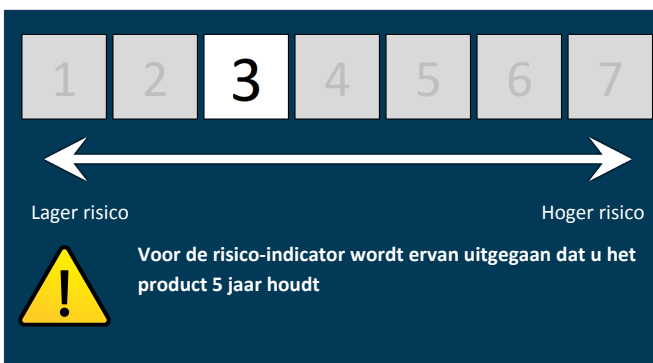 1 2 3 4 5 6 7
Lager risico Hoger risico
Voor de risico-indicator wordt ervan uitgegaan dat u het
product 5 jaar houdt